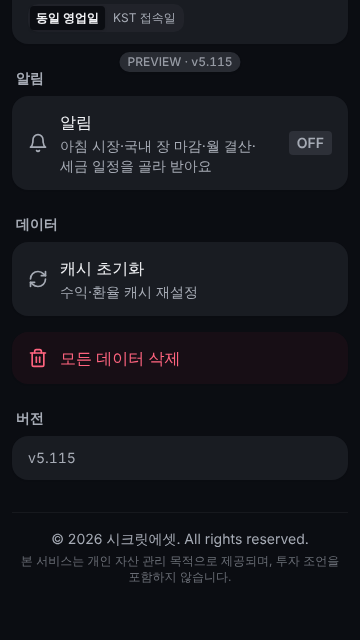 동일 영업일 KST 접속일
PREVIEW · v5.115
알림
알림
아침 시장·국내 장 마감·월 결산·
세금 일정을 골라 받아요
OFF
데이터
캐시 초기화
수익·환율 캐시 재설정
모든 데이터 삭제
버전
v5.115
© 2026 시크릿에셋. All rights reserved.
본 서비스는 개인 자산 관리 목적으로 제공되며, 투자 조언을
포함하지 않습니다.